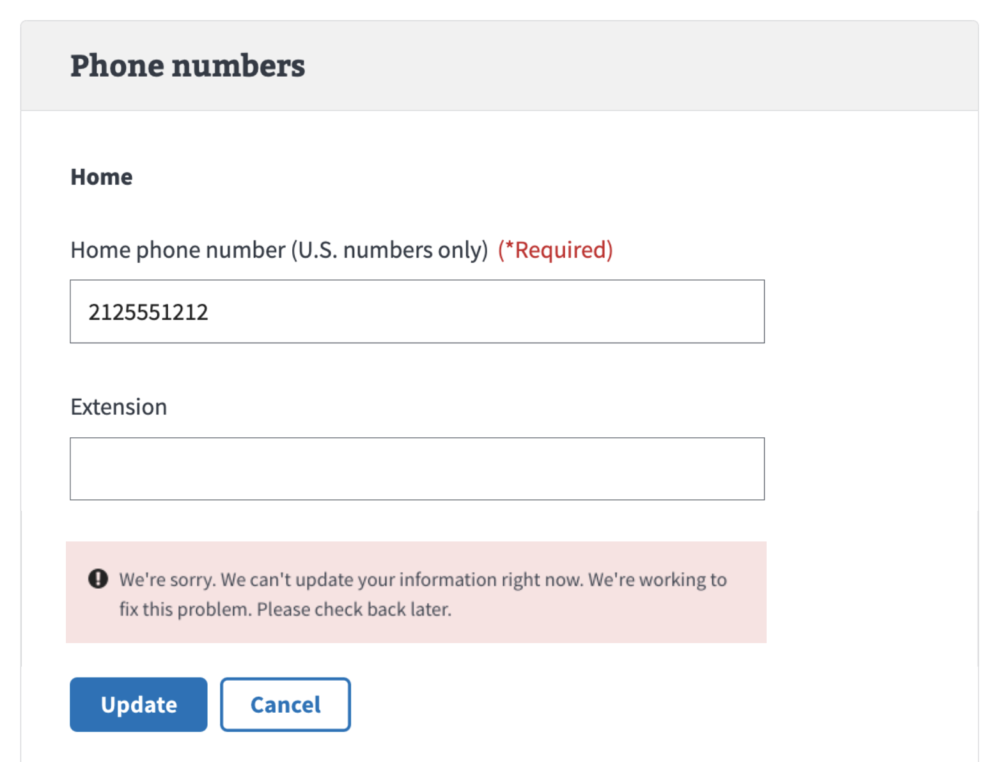 Phone numbers
Home
Home phone number (U.S. numbers only) (*Required)
2125551212
Extension
We're sorry. We can't update your information right now. We're working to
fix this problem. Please check back later.
Update Cancel